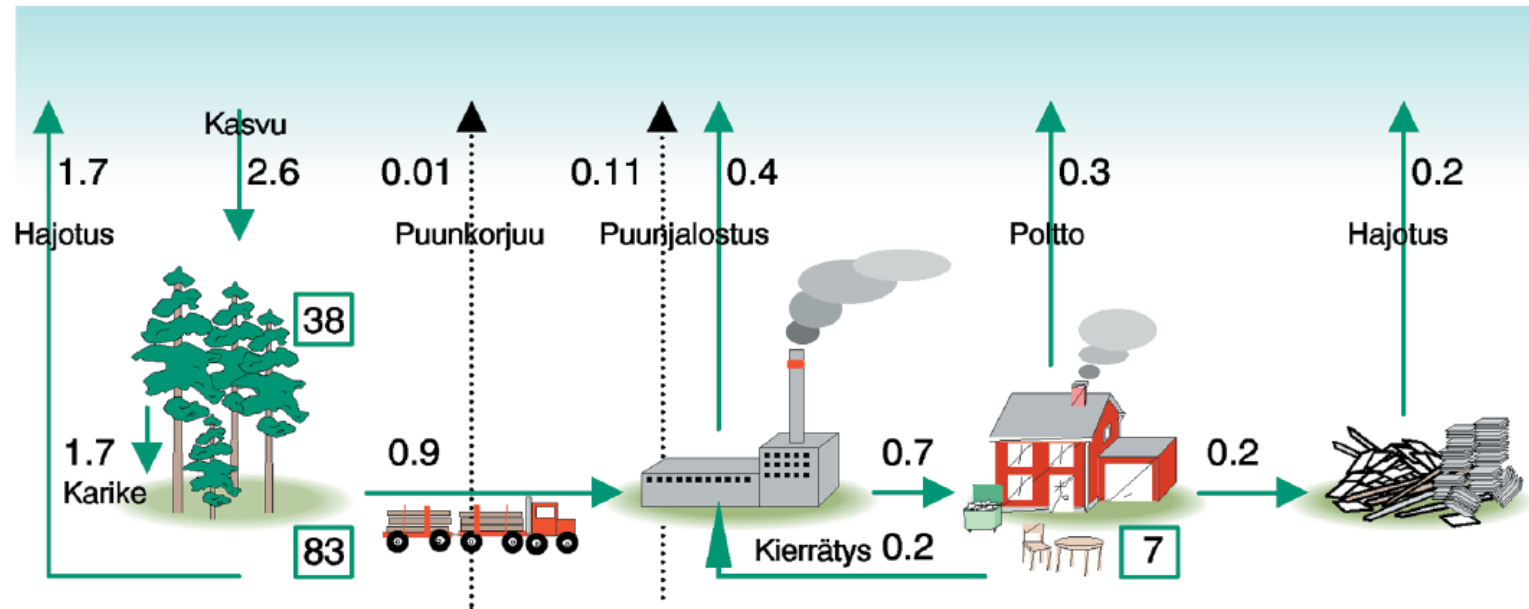 Kasvu
1.7
2.6
0.01
0.11
0.4
0.3
0.2
Hajotus
Puunkorjuu
Puunjalostus
Poltto
Hajotus
38
1.7
Karike
0.9
0.7
0.2
83
Kierrätys 0.2
7